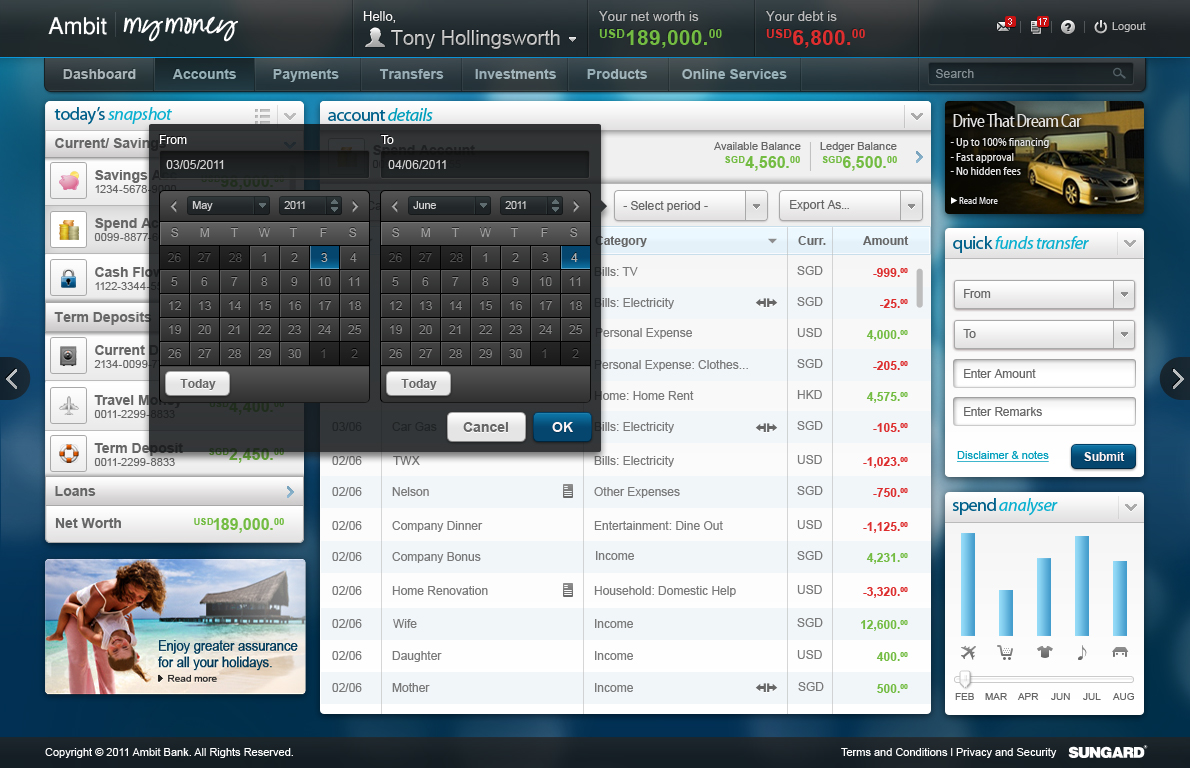 Ambit mymoney
Hello,
Tony Hollingsworth
Your net worth is
USD189,000.00
Your debt is
USD6,800.00
3
17
?
Logout
Dashboard
Accounts
Payments
Transfers
Investments
Products
Online Services
Search
today's snapshot
Current/ Saving
Savings A
1234-5678-9
Spend Ac
0099-8877-6
Cash Flow
1122-3344-5
Term Deposits
Current D
2134-0099-7
Travel Money
0011-2299-8833
4,400.
Term Deposit
0011-2299-8833
SGD2,450.00
Loans
Net Worth
USD189,000.00
Enjoy greater assurance
for all your holidays.
Read more
account details
Spend Account
Available Balance
SGD4,560.00
Ledger Balance
SGD6,500.00
- Select period -
Export As...
From
03/05/2011
To
04/06/2011
May 2011
S M T W T F S
26 27 28 1 2 3 4
5 6 7 8 9 10 11
12 13 14 15 16 17 18
19 20 21 22 23 24 25
26 27 28 29 30 1 2
Today
June 2011
S M T W T F S
26 27 28 1 2 3 4
5 6 7 8 9 10 11
12 13 14 15 16 17 18
19 20 21 22 23 24 25
26 27 28 29 30 1 2
Today
Cancel
OK
Category Curr. Amount
Bills: TV SGD -999.00
Bills: Electricity SGD -25.00
Personal Expense USD 4,000.00
Personal Expense: Clothes... SGD -205.00
Home: Home Rent HKD 4,575.00
03/06 Car Gas Bills: Electricity SGD -105.00
02/06 TWX Bills: Electricity USD -1,023.00
02/06 Nelson Other Expenses SGD -750.00
02/06 Company Dinner Entertainment: Dine Out USD -1,125.00
02/06 Company Bonus Income SGD 4,231.00
02/06 Home Renovation Household: Domestic Help USD -3,320.00
02/06 Wife Income SGD 12,600.00
02/06 Daughter Income USD 400.00
02/06 Mother Income SGD 500.00
Drive That Dream Car
- Up to 100% financing
- Fast approval
- No hidden fees
Read More
quick funds transfer
From
To
Enter Amount
Enter Remarks
Disclaimer & notes
Submit
spend analyser
FEB MAR APR JUN JUL AUG
Copyright © 2011 Ambit Bank. All Rights Reserved.
Terms and Conditions I Privacy and Security
SUNGARD